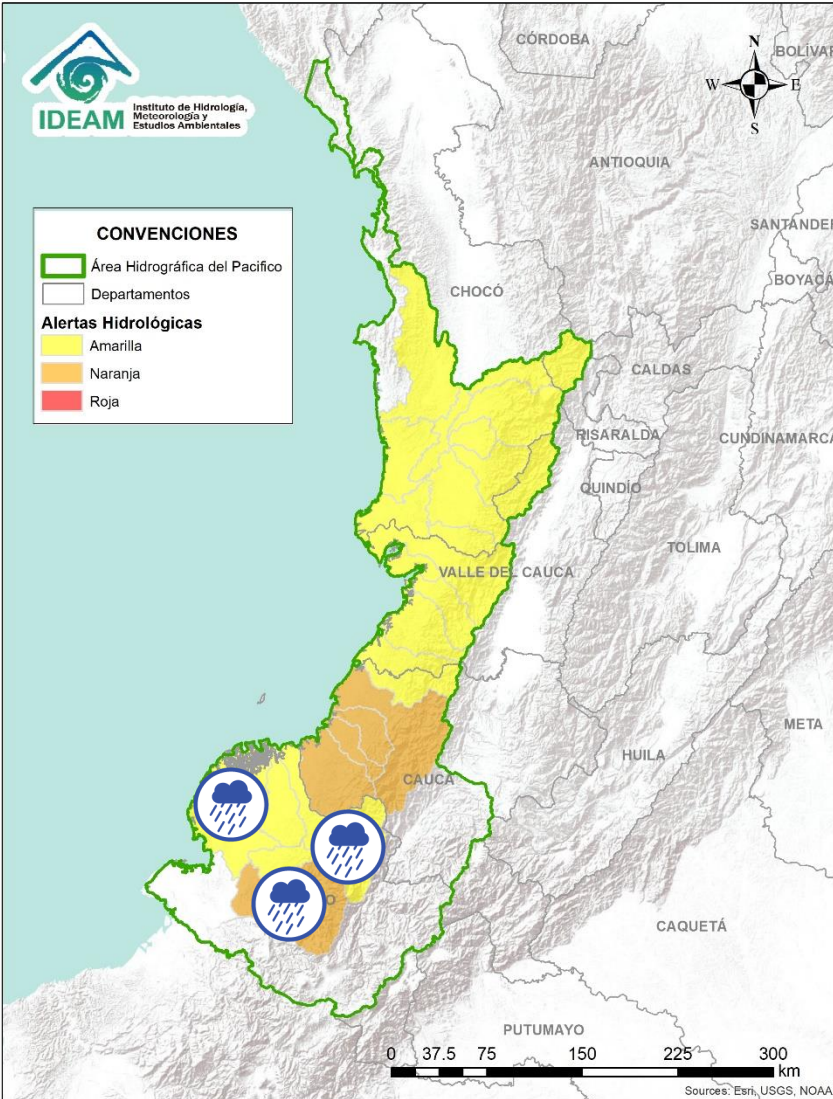 IDEAM
Instituto de Hidrología,
Meteorología y
Estudios Ambientales
CONVENCIONES
Área Hidrográfica del Pacifico
Departamentos
Alertas Hidrológicas
Amarilla
Naranja
Roja
N
W
E
S
CÓRDOBA
BOLÍVAR
ANTIOQUIA
SANTANDER
BOYACÁ
CHOCÓ
CALDAS
RISARALDA
CUNDINAMARCA
QUINDÍO
TOLIMA
VALLE DEL CAUCA
META
HUILA
CAUCA
O
CAQUETÁ
PUTUMAYO
0 37.5 75 150 225 300
km
Sources: Esri, USGS, NOAA